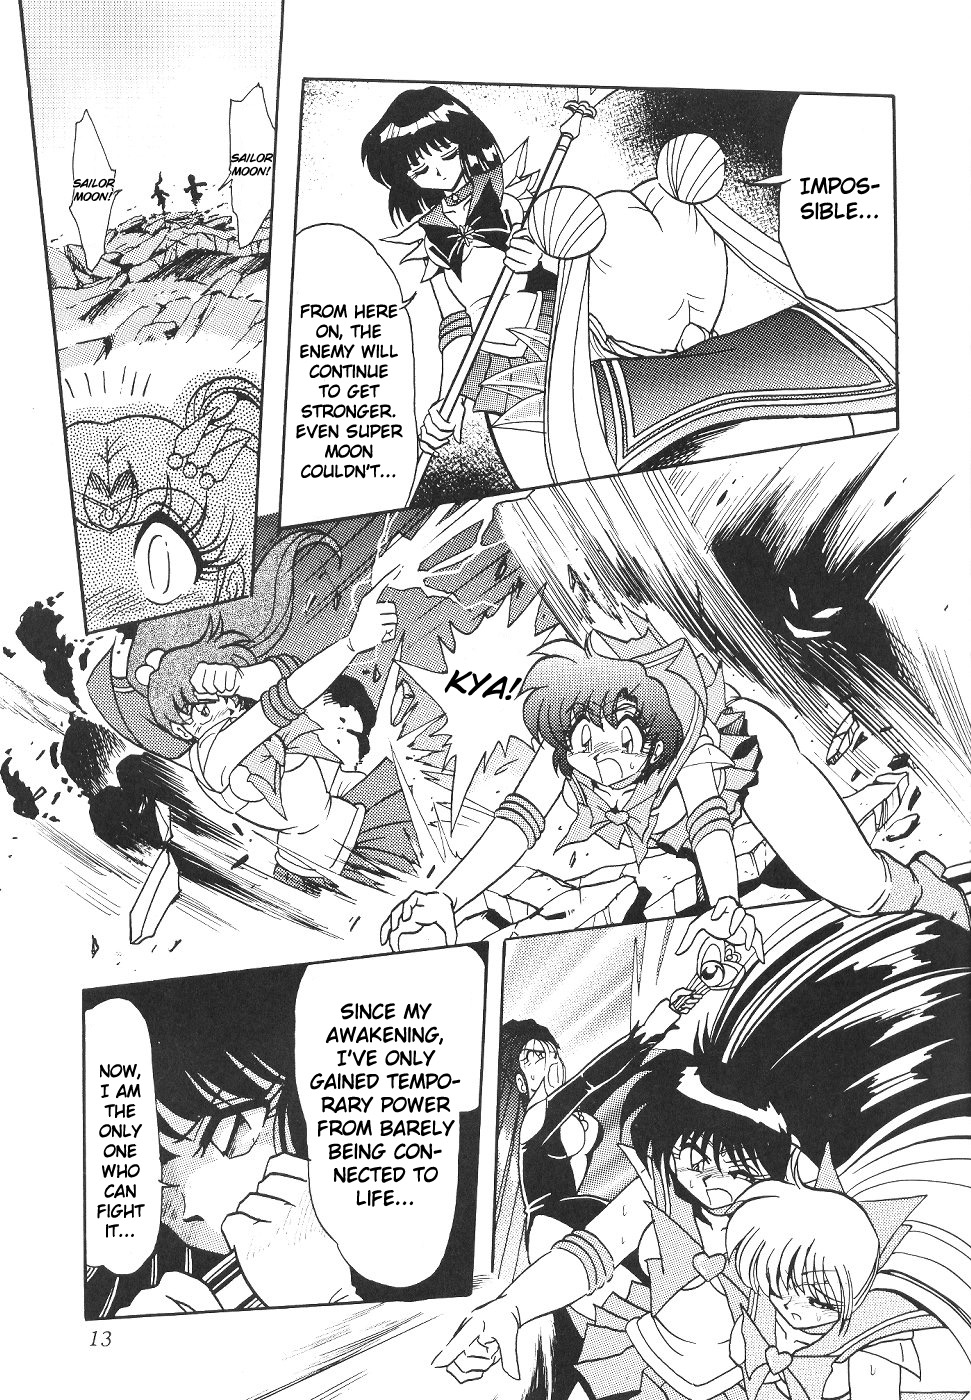 IMPOS-
SIBLE...
FROM HERE
ON, THE
ENEMY WILL
CONTINUE
TO GET
STRONGER.
EVEN SUPER
MOON
COULDN'T...
SAILOR
MOON!
SAILOR
MOON!
KYA!
SINCE MY
AWAKENING,
I'VE ONLY
GAINED TEMPO-
RARY POWER
FROM BARELY
BEING CON-
NECTED TO
LIFE...
NOW,
I AM
THE
ONLY
ONE WHO
CAN
FIGHT
IT...
13